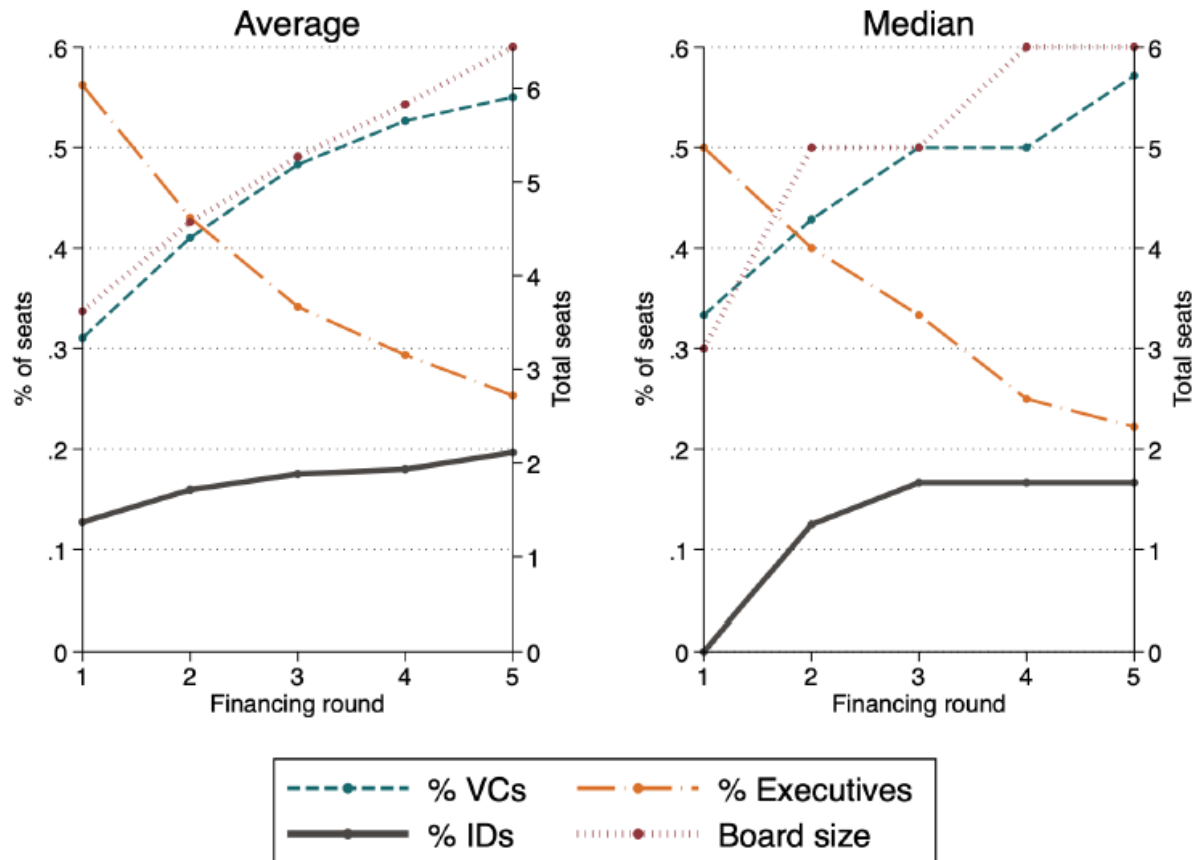 Average
.6
.5
.4
.3
.2
.1
0
% of seats
6
5
4
3
2
1
0
Total seats
1 2 3 4 5
Financing round
Median
.6
.5
.4
.3
.2
.1
0
% of seats
6
5
4
3
2
1
0
Total seats
1 2 3 4 5
Financing round
% VCs % Executives
% IDs Board size